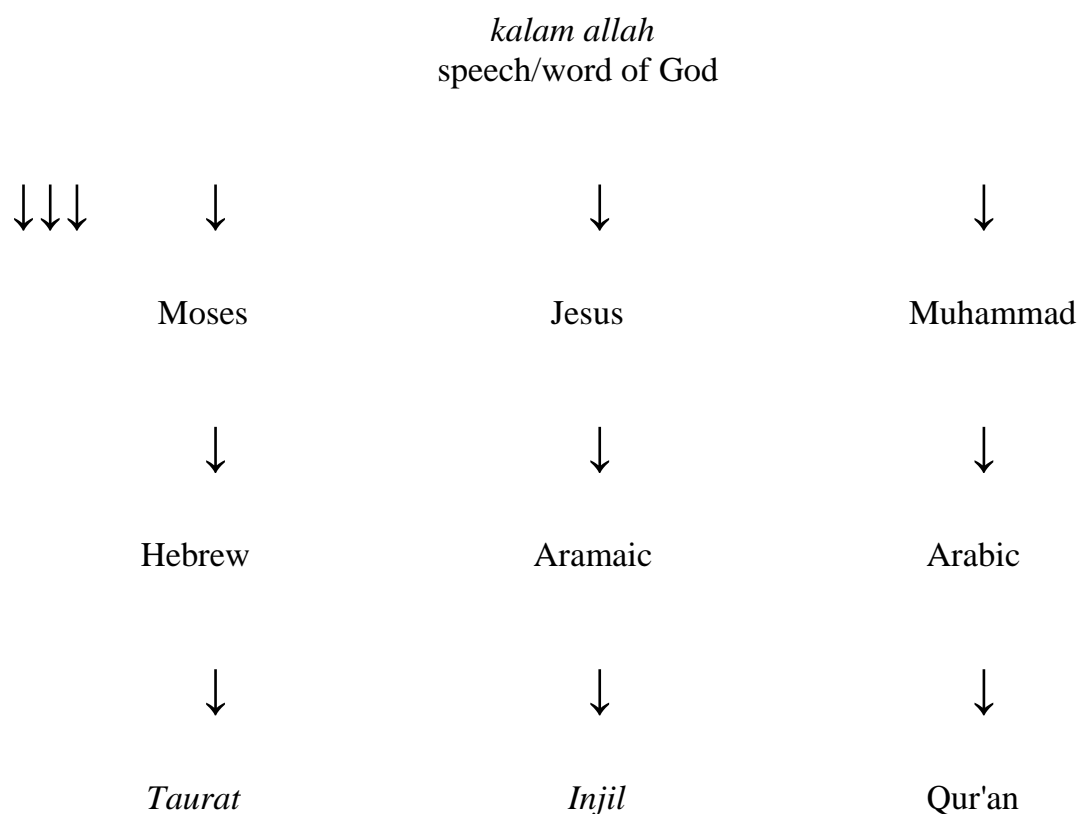 kalam allah
speech/word of God
↓↓↓ ↓ ↓ ↓
Moses Jesus Muhammad
↓ ↓ ↓
Hebrew Aramaic Arabic
↓ ↓ ↓
Taurat Injil Qur'an